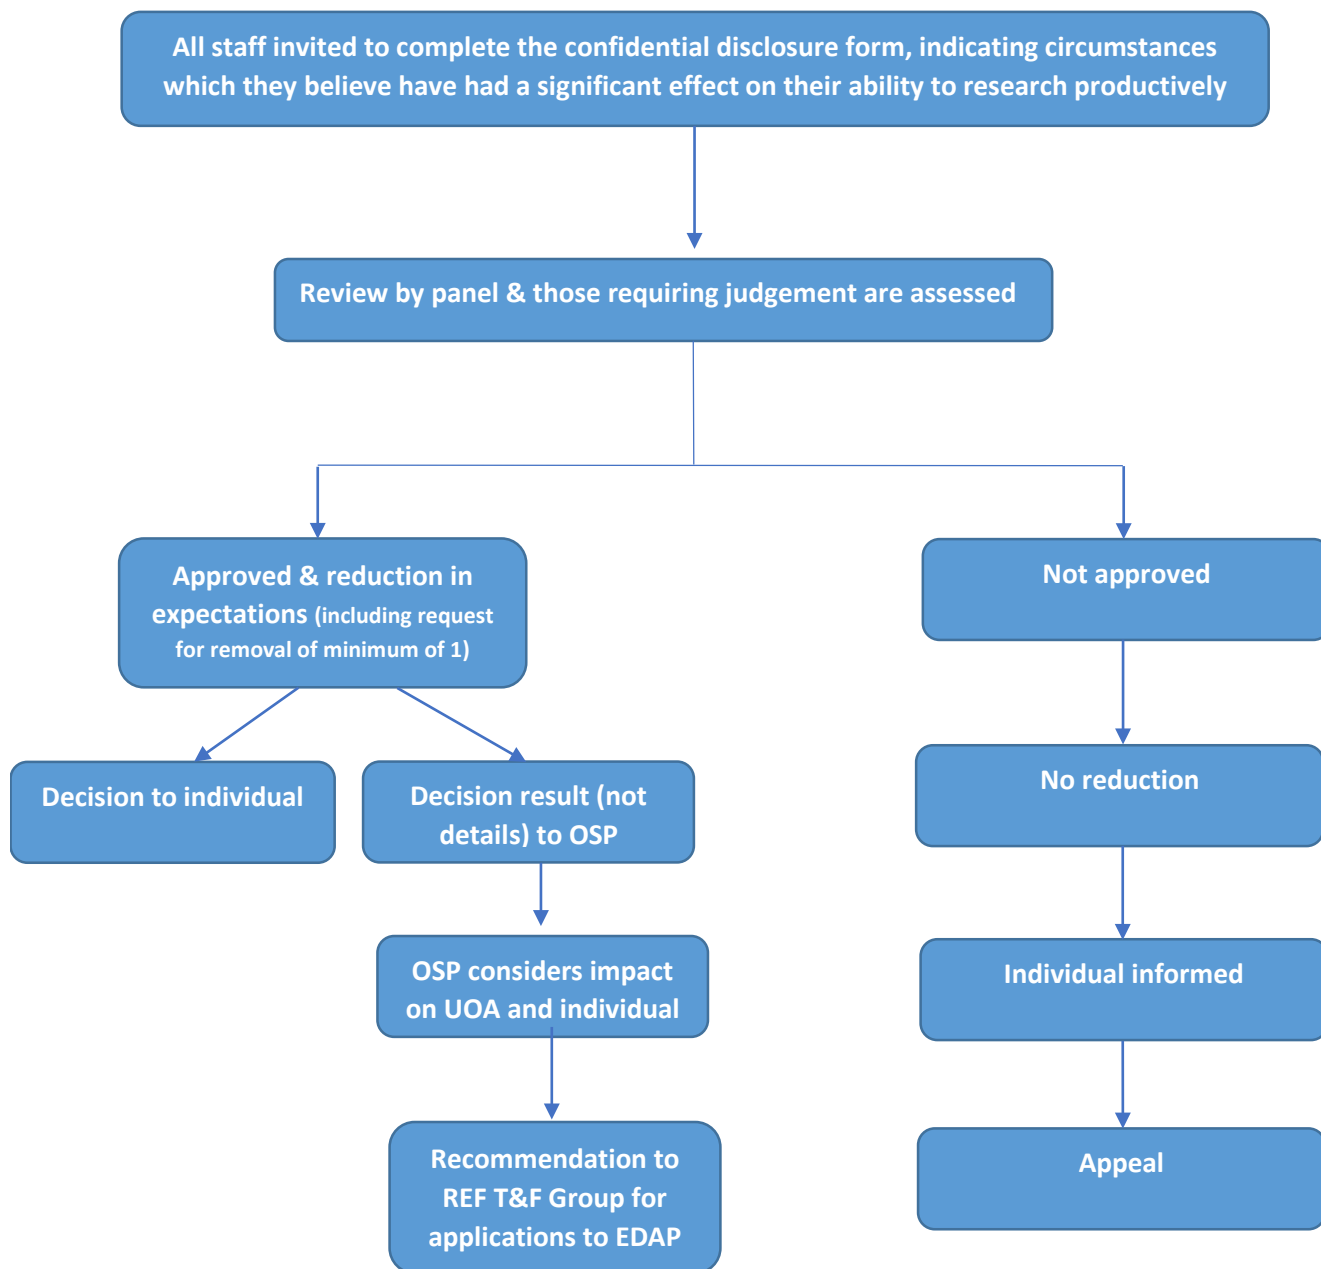 All staff invited to complete the confidential disclosure form, indicating circumstances
which they believe have had a significant effect on their ability to research productively
Review by panel & those requiring judgement are assessed
Approved & reduction in
expectations (including request
for removal of minimum of 1)
Not approved
Decision to individual
Decision result (not
details) to OSP
No reduction
OSP considers impact
on UOA and individual
Individual informed
Recommendation to
REF T&F Group for
applications to EDAP
Appeal